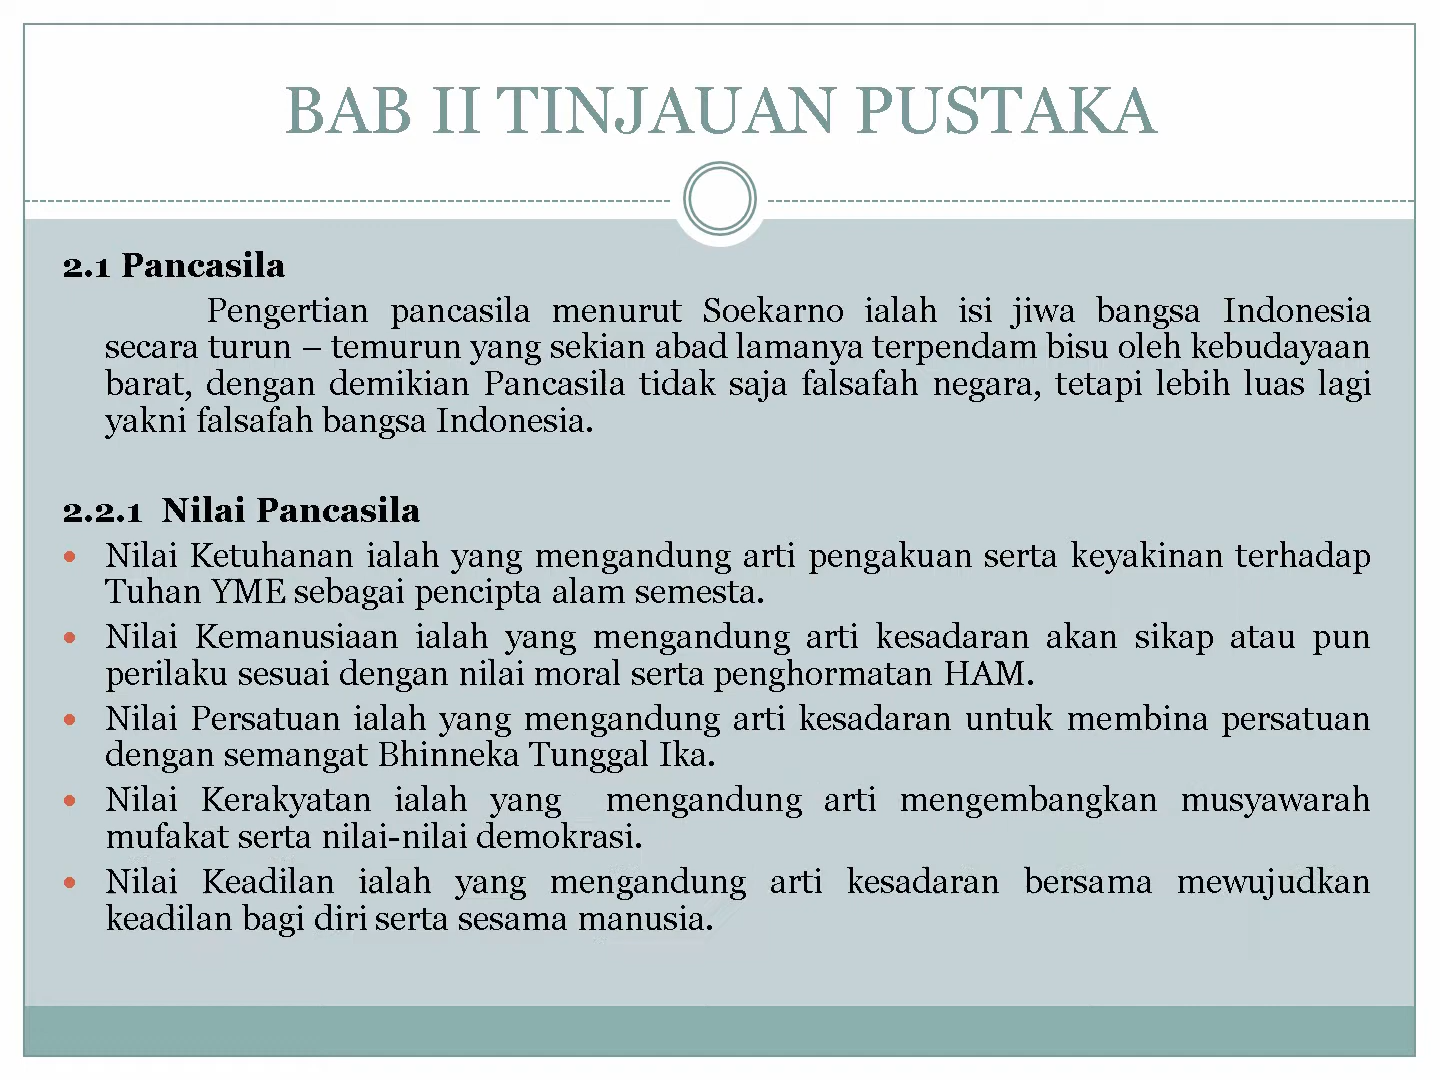 BAB II TINJAUAN PUSTAKA
2.1 Pancasila
Pengertian pancasila menurut Soekarno ialah isi jiwa bangsa Indonesia
secara turun – temurun yang sekian abad lamanya terpendam bisu oleh kebudayaan
barat, dengan demikian Pancasila tidak saja falsafah negara, tetapi lebih luas lagi
yakni falsafah bangsa Indonesia.
2.2.1 Nilai Pancasila
• Nilai Ketuhanan ialah yang mengandung arti pengakuan serta keyakinan terhadap
Tuhan YME sebagai pencipta alam semesta.
• Nilai Kemanusiaan ialah yang mengandung arti kesadaran akan sikap atau pun
perilaku sesuai dengan nilai moral serta penghormatan HAM.
• Nilai Persatuan ialah yang mengandung arti kesadaran untuk membina persatuan
dengan semangat Bhinneka Tunggal Ika.
• Nilai Kerakyatan ialah yang mengandung arti mengembangkan musyawarah
mufakat serta nilai-nilai demokrasi.
• Nilai Keadilan ialah yang mengandung arti kesadaran bersama mewujudkan
keadilan bagi diri serta sesama manusia.